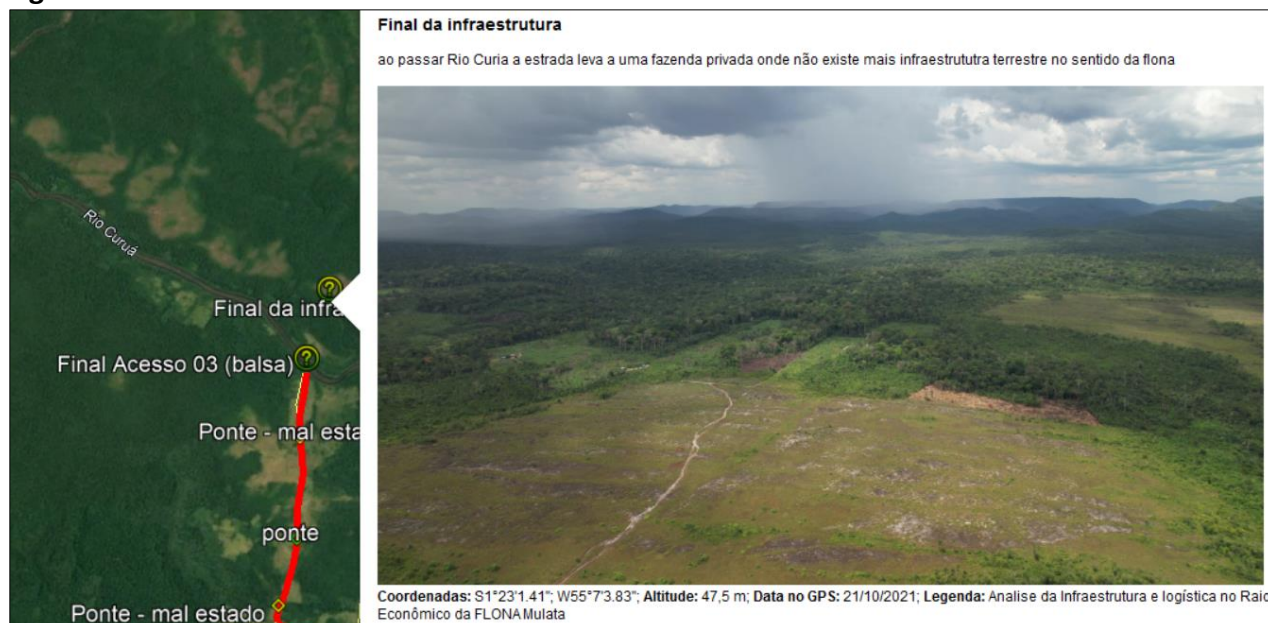 Final da infraestrutura
ao passar Rio Curia a estrada leva a uma fazenda privada onde não existe mais infraestrututra terrestre no sentido da flona
Rio Curuá
Final da infra
Final Acesso 03 (balsa)
Ponte - mal esta
ponte
Ponte - mal estado
Coordenadas: S1°23'1.41"; W55°7'3.83"; Altitude: 47,5 m; Data no GPS: 21/10/2021; Legenda: Analise da Infraestrutura e logística no Raio
Econômico da FLONA Mulata